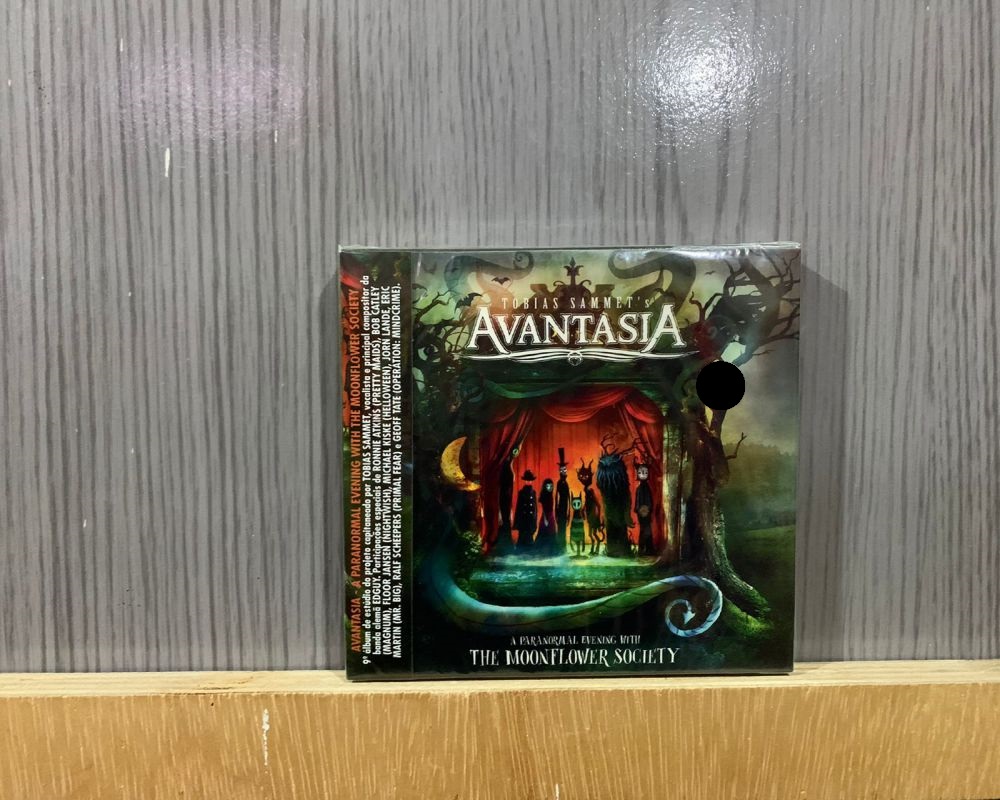 AVANTASIA - A PARANORMAL EVENING WITH THE MOONFLOWER SOCIETY
9º álbum de estúdio do projeto capitaneado por TOBIAS SAMMET, vocalista e principal compositor da
banda alemã EDGUY. Participações especiais de RONNIE ATKINS (PRETTY MAIDS), BOB CATLEY
(MAGNUM), FLOOR JANSEN (NIGHTWISH), MICHAEL KISKE (HELLOWEEN), JORN LANDE, ERIC
MARTIN (MR. BIG), RALF SCHEEPERS (PRIMAL FEAR) e GEOFF TATE (OPERATION: MINDCRIME).
TOBIAS SAMMET'S
AVANTASIA
A PARANORMAL EVENING WITH
THE MOONFLOWER SOCIETY